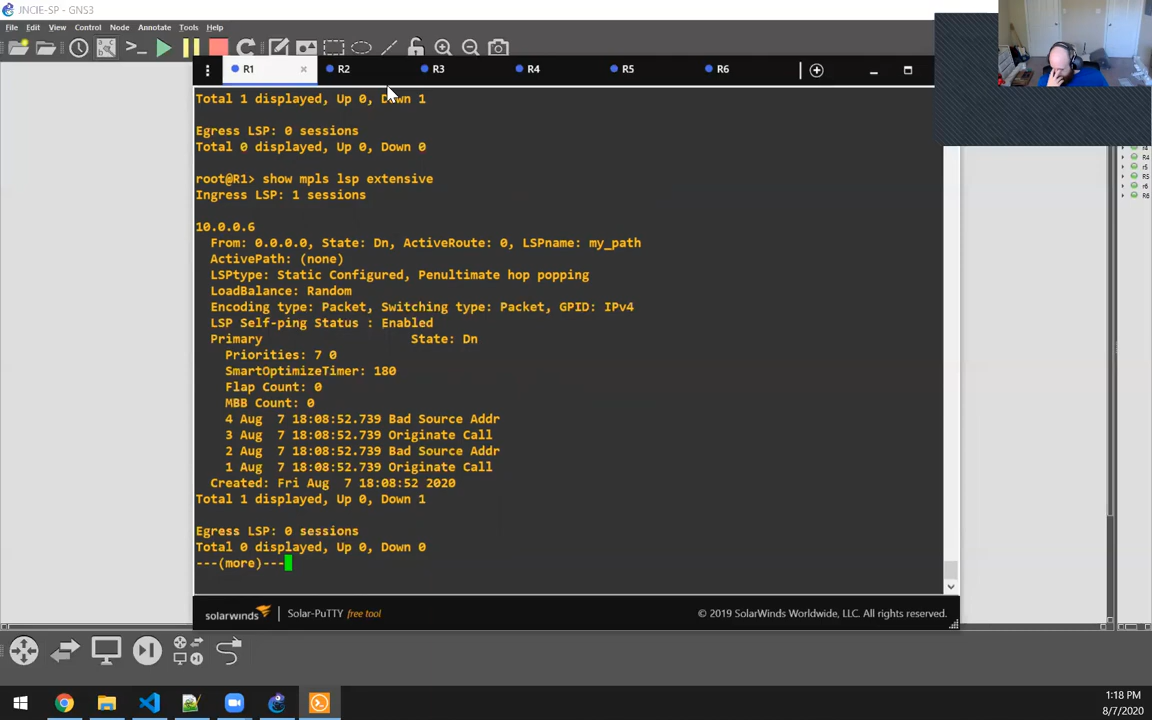 JNCIE-SP - GNS3
File Edit View Control Node Annotate Tools Help
R1 × R2 R3 R4 R5 R6
Total 1 displayed, Up 0, Down 1
Egress LSP: 0 sessions
Total 0 displayed, Up 0, Down 0
root@R1> show mpls lsp extensive
Ingress LSP: 1 sessions
10.0.0.6
From: 0.0.0.0, State: Dn, ActiveRoute: 0, LSPname: my_path
ActivePath: (none)
LSPtype: Static Configured, Penultimate hop popping
LoadBalance: Random
Encoding type: Packet, Switching type: Packet, GPID: IPv4
LSP Self-ping Status : Enabled
Primary State: Dn
Priorities: 7 0
SmartOptimizeTimer: 180
Flap Count: 0
MBB Count: 0
4 Aug 7 18:08:52.739 Bad Source Addr
3 Aug 7 18:08:52.739 Originate Call
2 Aug 7 18:08:52.739 Bad Source Addr
1 Aug 7 18:08:52.739 Originate Call
Created: Fri Aug 7 18:08:52 2020
Total 1 displayed, Up 0, Down 1
Egress LSP: 0 sessions
Total 0 displayed, Up 0, Down 0
---(more)---
R4
r5
R5
r6
R6
solarwinds Solar-PuTTY free tool © 2019 SolarWinds Worldwide, LLC. All rights reserved.
1:18 PM
8/7/2020